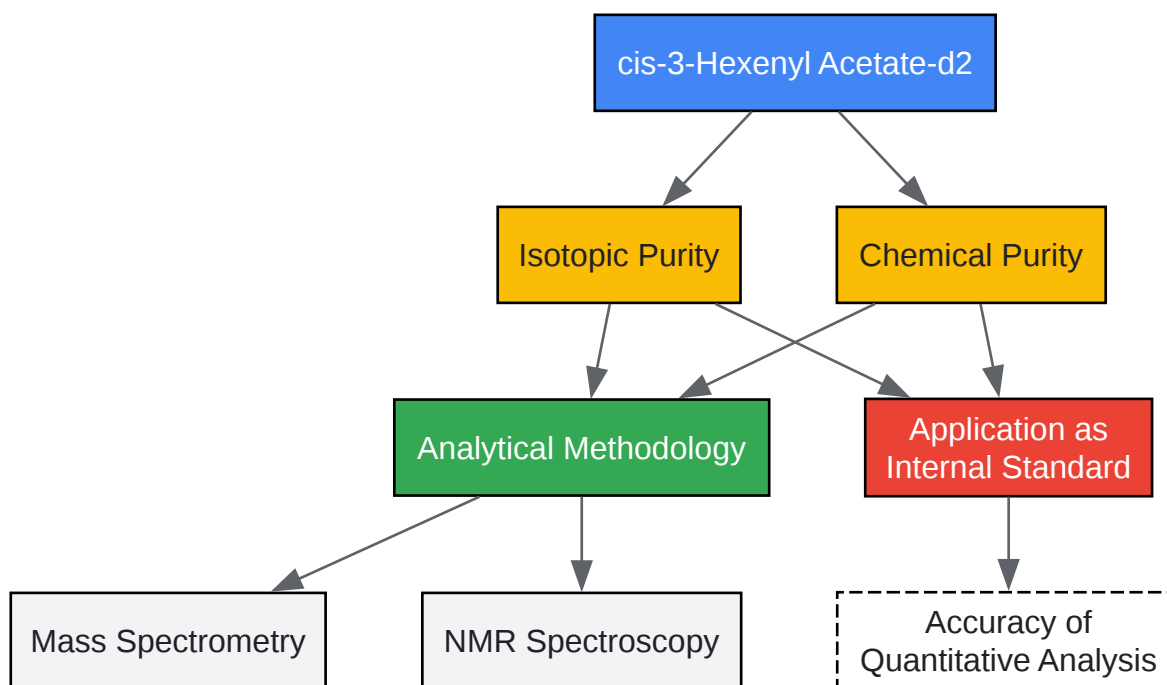 cis-3-Hexenyl Acetate-d2
Isotopic Purity
Chemical Purity
Analytical Methodology
Application as
Internal Standard
Mass Spectrometry
NMR Spectroscopy
Accuracy of
Quantitative Analysis